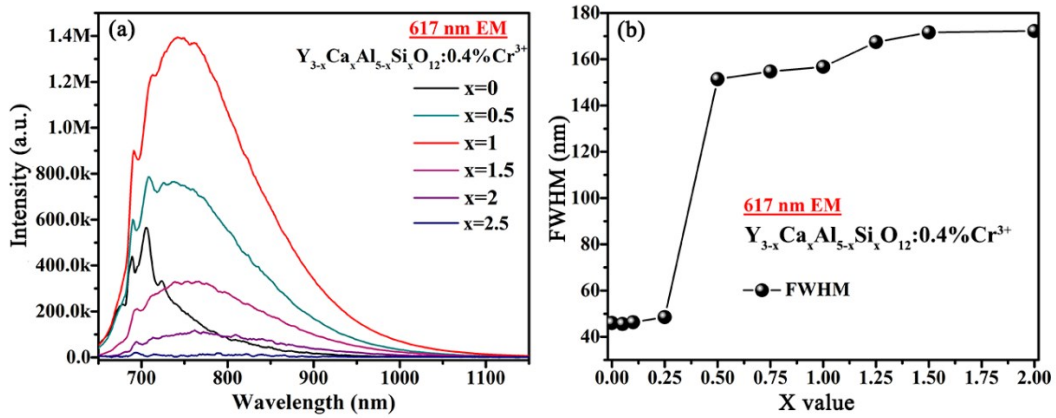 (a)
617 nm EM
Y₃₋ₓCaₓAl₅₋ₓSiₓO₁₂:0.4%Cr³⁺
x=0
x=0.5
x=1
x=1.5
x=2
x=2.5
1.4M
1.2M
1.0M
800.0k
600.0k
400.0k
200.0k
0.0
Intensity (a.u.)
700 800 900 1000 1100
Wavelength (nm)
(b)
180
160
140
120
100
80
60
40
FWHM (nm)
617 nm EM
Y₃₋ₓCaₓAl₅₋ₓSiₓO₁₂:0.4%Cr³⁺
FWHM
0.00 0.25 0.50 0.75 1.00 1.25 1.50 1.75 2.00
X value